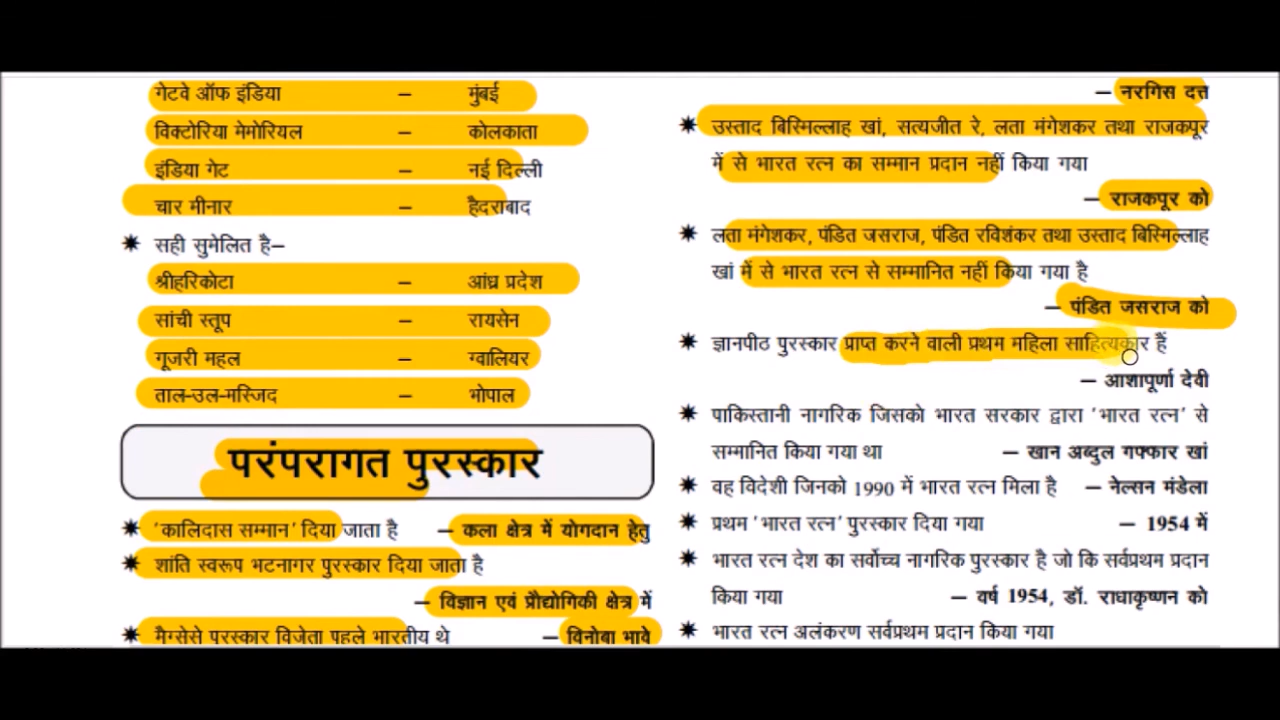 गेटवे ऑफ इंडिया – मुंबई
विक्टोरिया मेमोरियल – कोलकाता
इंडिया गेट – नई दिल्ली
चार मीनार – हैदराबाद
✷ सही सुमेलित है–
श्रीहरिकोटा – आंध्र प्रदेश
सांची स्तूप – रायसेन
गूजरी महल – ग्वालियर
ताल-उल-मस्जिद – भोपाल
परंपरागत पुरस्कार
✷ 'कालिदास सम्मान' दिया जाता है – कला क्षेत्र में योगदान हेतु
✷ शांति स्वरूप भटनागर पुरस्कार दिया जाता है
– विज्ञान एवं प्रौद्योगिकी क्षेत्र में
✷ मैग्सेसे पुरस्कार विजेता पहले भारतीय थे – विनोबा भावे
– नरगिस दत्त
✷ उस्ताद बिस्मिल्लाह खां, सत्यजीत रे, लता मंगेशकर तथा राजकपूर
में से भारत रत्न का सम्मान प्रदान नहीं किया गया
– राजकपूर को
✷ लता मंगेशकर, पंडित जसराज, पंडित रविशंकर तथा उस्ताद बिस्मिल्लाह
खां में से भारत रत्न से सम्मानित नहीं किया गया है
– पंडित जसराज को
✷ ज्ञानपीठ पुरस्कार प्राप्त करने वाली प्रथम महिला साहित्यकार हैं
– आशापूर्णा देवी
✷ पाकिस्तानी नागरिक जिसको भारत सरकार द्वारा 'भारत रत्न' से
सम्मानित किया गया था – खान अब्दुल गफ्फार खां
✷ वह विदेशी जिनको 1990 में भारत रत्न मिला है – नेल्सन मंडेला
✷ प्रथम 'भारत रत्न' पुरस्कार दिया गया – 1954 में
✷ भारत रत्न देश का सर्वोच्च नागरिक पुरस्कार है जो कि सर्वप्रथम प्रदान
किया गया – वर्ष 1954, डॉ. राधाकृष्णन को
✷ भारत रत्न अलंकरण सर्वप्रथम प्रदान किया गया